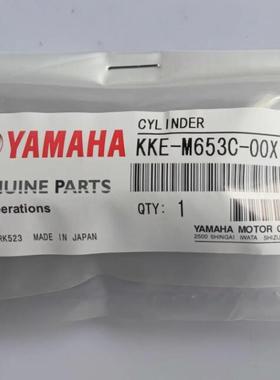 CYLINDER
YAMAHA KKE-M653C-00X
NUINE PARTS
erations QTY: 1
RK523 MADE IN JAPAN
YAMAHA MOTOR C
2500 SHINGAI IWATA SHIZU